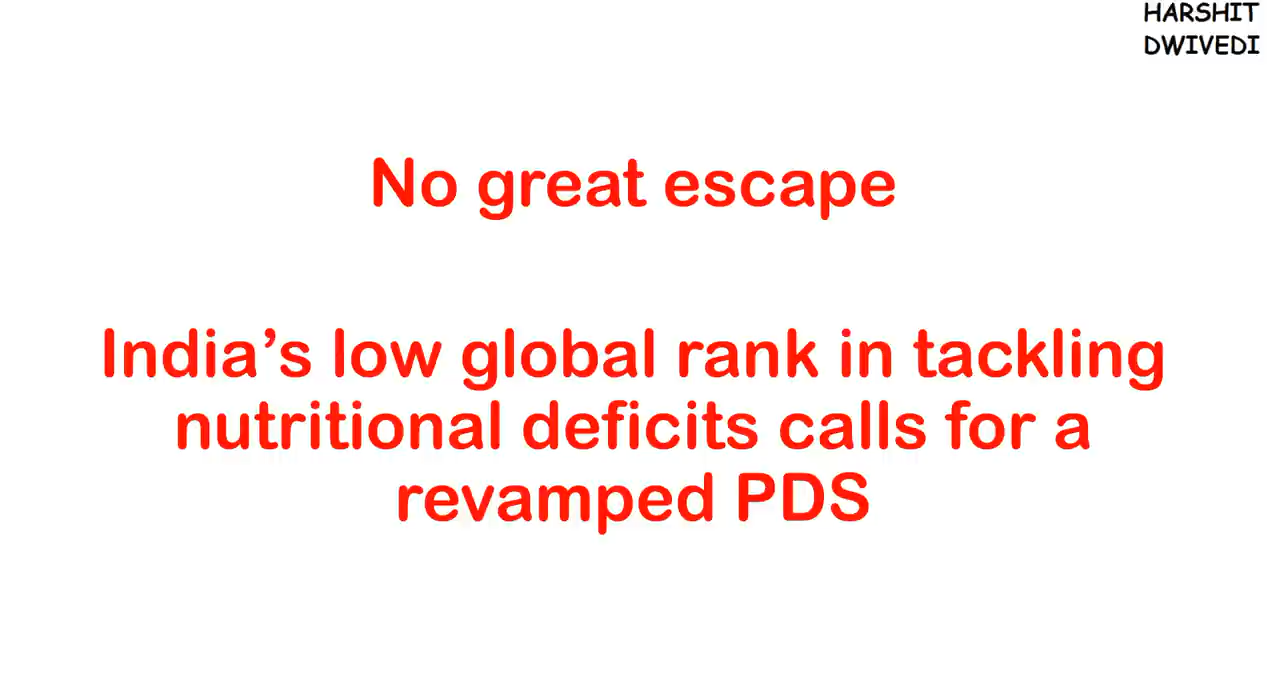 HARSHIT
DWIVEDI
No great escape
India’s low global rank in tackling
nutritional deficits calls for a
revamped PDS